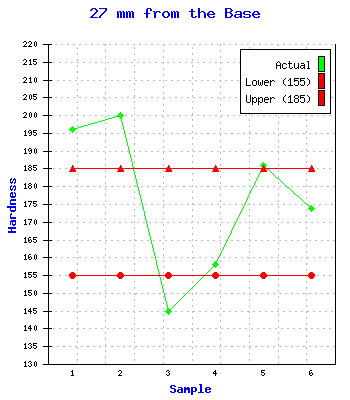 27 mm from the Base
Actual
Lower (155)
Upper (185)
220
215
210
205
200
195
190
185
180
175
170
165
160
155
150
145
140
135
130
Hardness
1 2 3 4 5 6
Sample